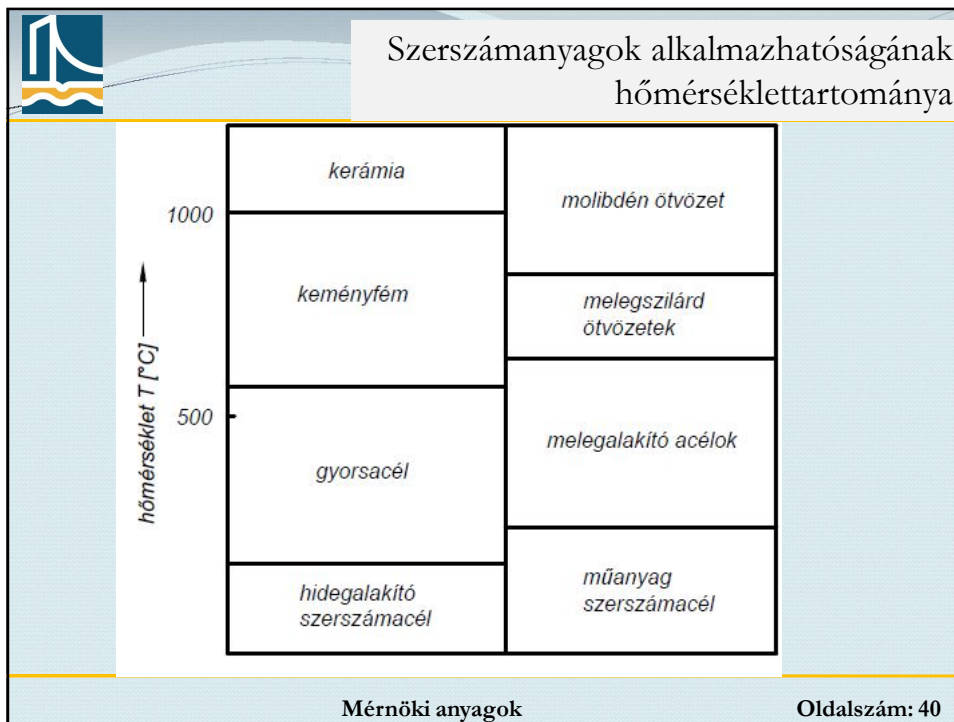 Szerszámanyagok alkalmazhatóságának
hőmérséklettartománya
hőmérséklet T [°C]
1000
500
kerámia
keményfém
gyorsacél
hidegalakító
szerszámacél
molibdén ötvözet
melegszilárd
ötvözetek
melegalakító acélok
műanyag
szerszámacél
Mérnöki anyagok
Oldalszám: 40